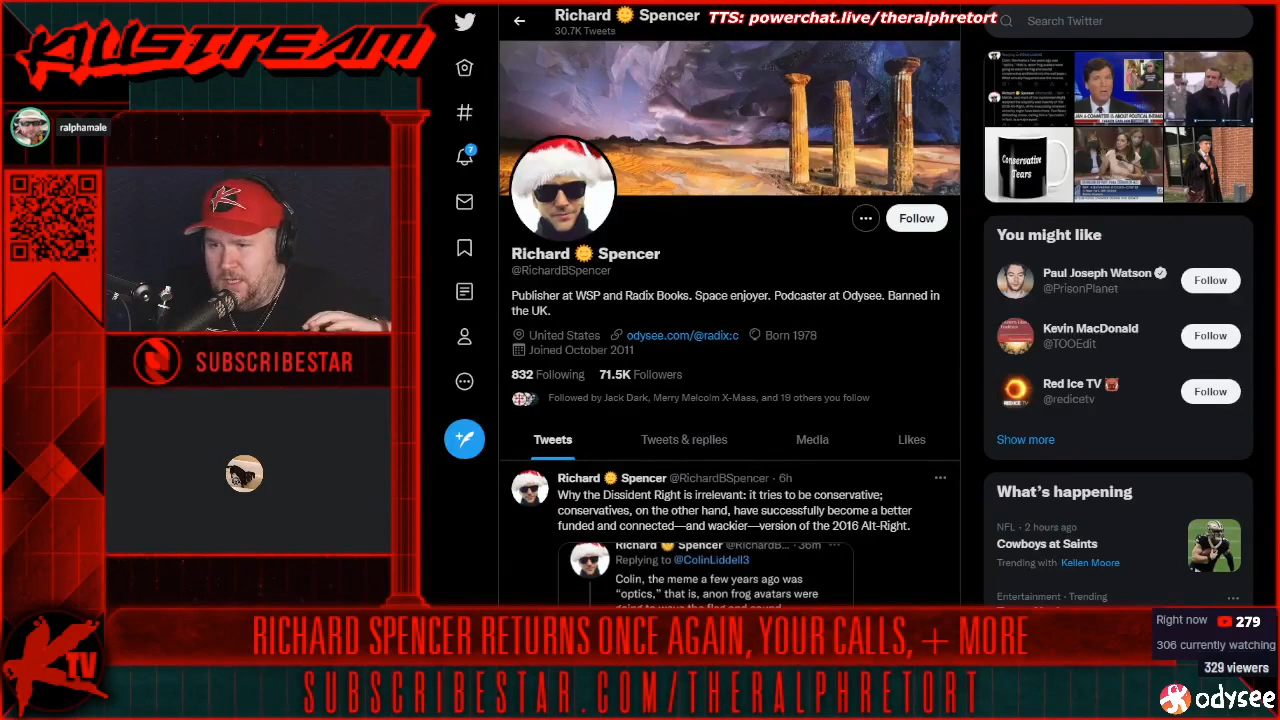 KILLSTREAM
ralphamale
SUBSCRIBESTAR
Richard 🌞 Spencer
30.7K Tweets
TTS: powerchat.live/theralphretort
Search Twitter
7
Follow
Richard 🌞 Spencer
@RichardBSpencer
Publisher at WSP and Radix Books. Space enjoyer. Podcaster at Odysee. Banned in
the UK.
United States odysee.com/@radix:c Born 1978
Joined October 2011
832 Following 71.5K Followers
Followed by Jack Dark, Merry Melcolm X-Mass, and 19 others you follow
Tweets Tweets & replies Media Likes
Richard 🌞 Spencer @RichardBSpencer · 6h
Why the Dissident Right is irrelevant: it tries to be conservative;
conservatives, on the other hand, have successfully become a better
funded and connected—and wackier—version of the 2016 Alt-Right.
Richard 🌞 Spencer @RichardB... · 36m
Replying to @ColinLiddell3
Colin, the meme a few years ago was
"optics," that is, anon frog avatars were
Conservative
Tears
You might like
Paul Joseph Watson
@PrisonPlanet
Follow
Kevin MacDonald
@TOOEdit
Follow
Red Ice TV
@redicetv
Follow
Show more
What's happening
NFL · 2 hours ago
Cowboys at Saints
Trending with Kellen Moore
Entertainment · Trending
K TV
RICHARD SPENCER RETURNS ONCE AGAIN, YOUR CALLS, + MORE
SUBSCRIBESTAR.COM/THERALPHRETORT
Right now 279
306 currently watching
329 viewers
odysee